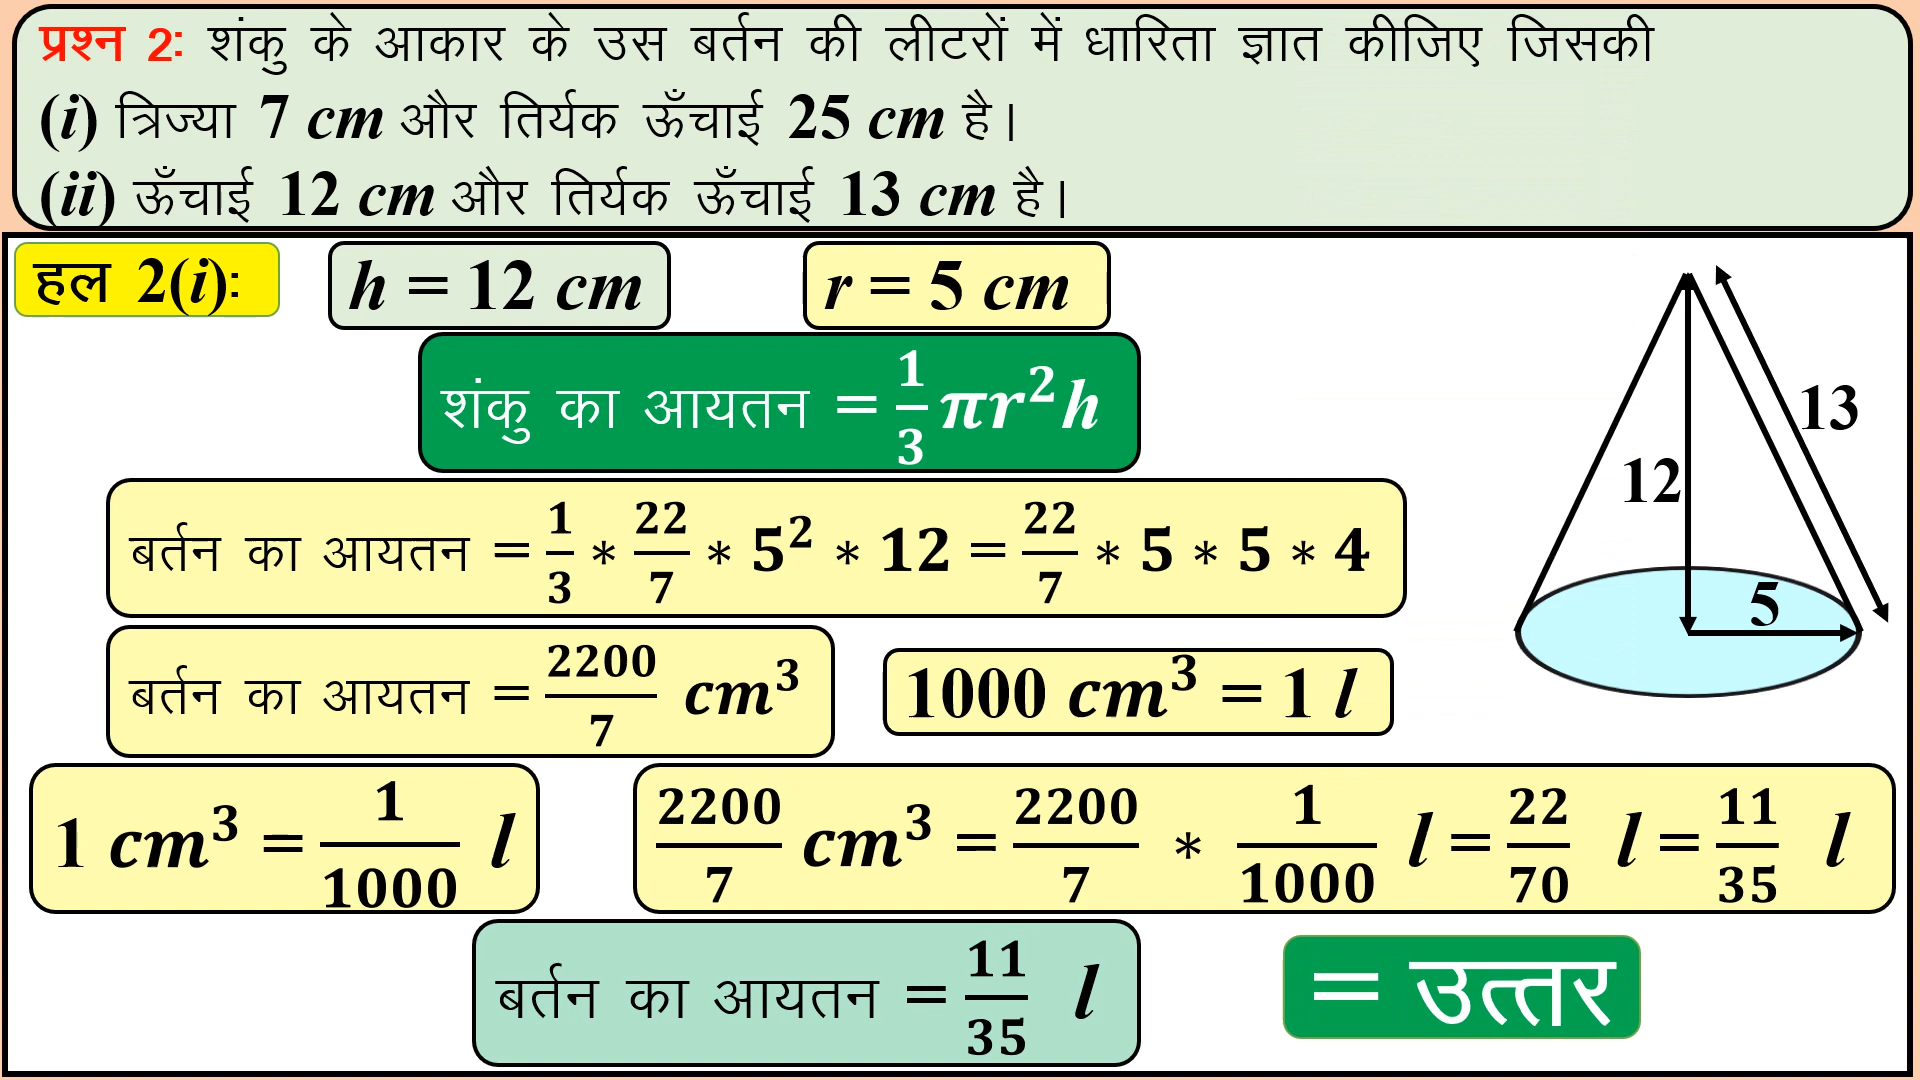 प्रश्न 2: शंकु के आकार के उस बर्तन की लीटरों में धारिता ज्ञात कीजिए जिसकी
(i) त्रिज्या 7 cm और तिर्यक ऊँचाई 25 cm है।
(ii) ऊँचाई 12 cm और तिर्यक ऊँचाई 13 cm है।
हल 2(i): h = 12 cm r = 5 cm
शंकु का आयतन = 1/3 πr²h
13
12
5
बर्तन का आयतन = 1/3 * 22/7 * 5² * 12 = 22/7 * 5 * 5 * 4
बर्तन का आयतन = 2200/7 cm³ 1000 cm³ = 1 l
1 cm³ = 1/1000 l 2200/7 cm³ = 2200/7 * 1/1000 l = 22/70 l = 11/35 l
बर्तन का आयतन = 11/35 l = उत्तर